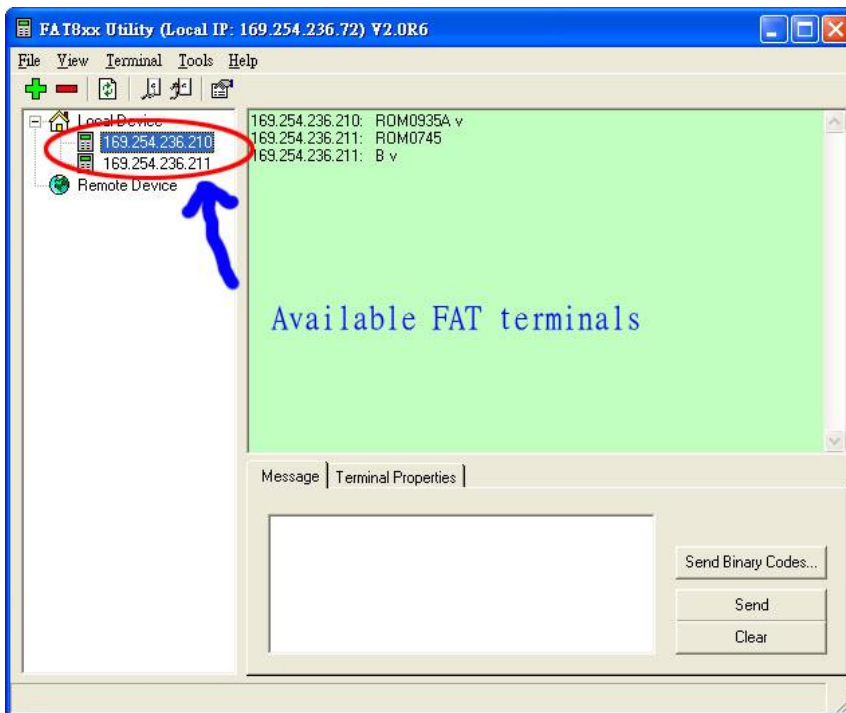 FAT8xx Utility (Local IP: 169.254.236.72) V2.0R6
File View Terminal Tools Help
Local Device
169.254.236.210
169.254.236.211
Remote Device
169.254.236.210: ROM0935A v
169.254.236.211: ROM0745
169.254.236.211: B v
Available FAT terminals
Message Terminal Properties
Send Binary Codes...
Send
Clear